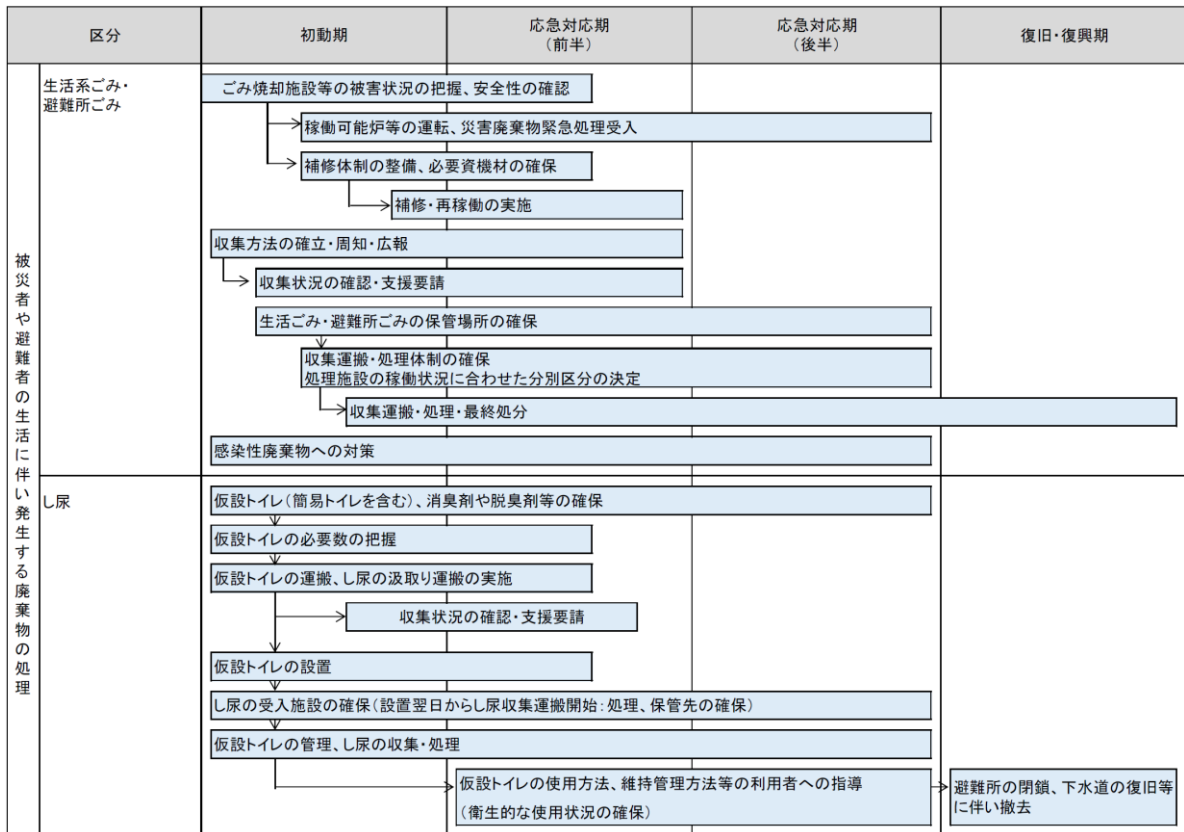 区分
初動期
応急対応期
（前半）
応急対応期
（後半）
復旧・復興期
被災者や避難者の生活に伴い発生する廃棄物の処理
生活系ごみ・
避難所ごみ
ごみ焼却施設等の被害状況の把握、安全性の確認
稼働可能炉等の運転、災害廃棄物緊急処理受入
補修体制の整備、必要資機材の確保
補修・再稼働の実施
収集方法の確立・周知・広報
収集状況の確認・支援要請
生活ごみ・避難所ごみの保管場所の確保
収集運搬・処理体制の確保
処理施設の稼働状況に合わせた分別区分の決定
収集運搬・処理・最終処分
感染性廃棄物への対策
し尿
仮設トイレ（簡易トイレを含む）、消臭剤や脱臭剤等の確保
仮設トイレの必要数の把握
仮設トイレの運搬、し尿の汲取り運搬の実施
収集状況の確認・支援要請
仮設トイレの設置
し尿の受入施設の確保（設置翌日からし尿収集運搬開始：処理、保管先の確保）
仮設トイレの管理、し尿の収集・処理
仮設トイレの使用方法、維持管理方法等の利用者への指導
（衛生的な使用状況の確保）
避難所の閉鎖、下水道の復旧等
に伴い撤去